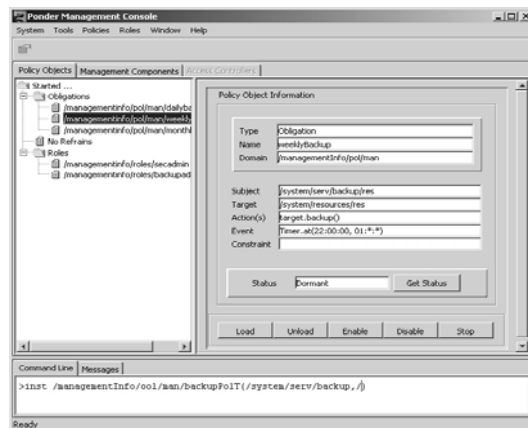 Ponder Management Console
System Tools Policies Roles Window Help
Policy Objects Management Components Access Controllers
Started ...
Obligations
/managementinfo/pol/man/dailyba
/managementinfo/pol/man/weekly
/managementinfo/pol/man/monthl
No Refrains
Roles
/managementinfo/roles/secadmin
/managementinfo/roles/backupad
Policy Object Information
Type Obligation
Name weeklyBackup
Domain /managementInfo/pol/man
Subject /system/serv/backup/res
Target /system/resources/res
Action(s) target.backup()
Event Timer.at(22:00:00, 01:*:*)
Constraint
Status Dormant Get Status
Load Unload Enable Disable Stop
Command Line Messages
>inst /managementInfo/ool/man/backupPolT(/system/serv/backup,/)
Ready